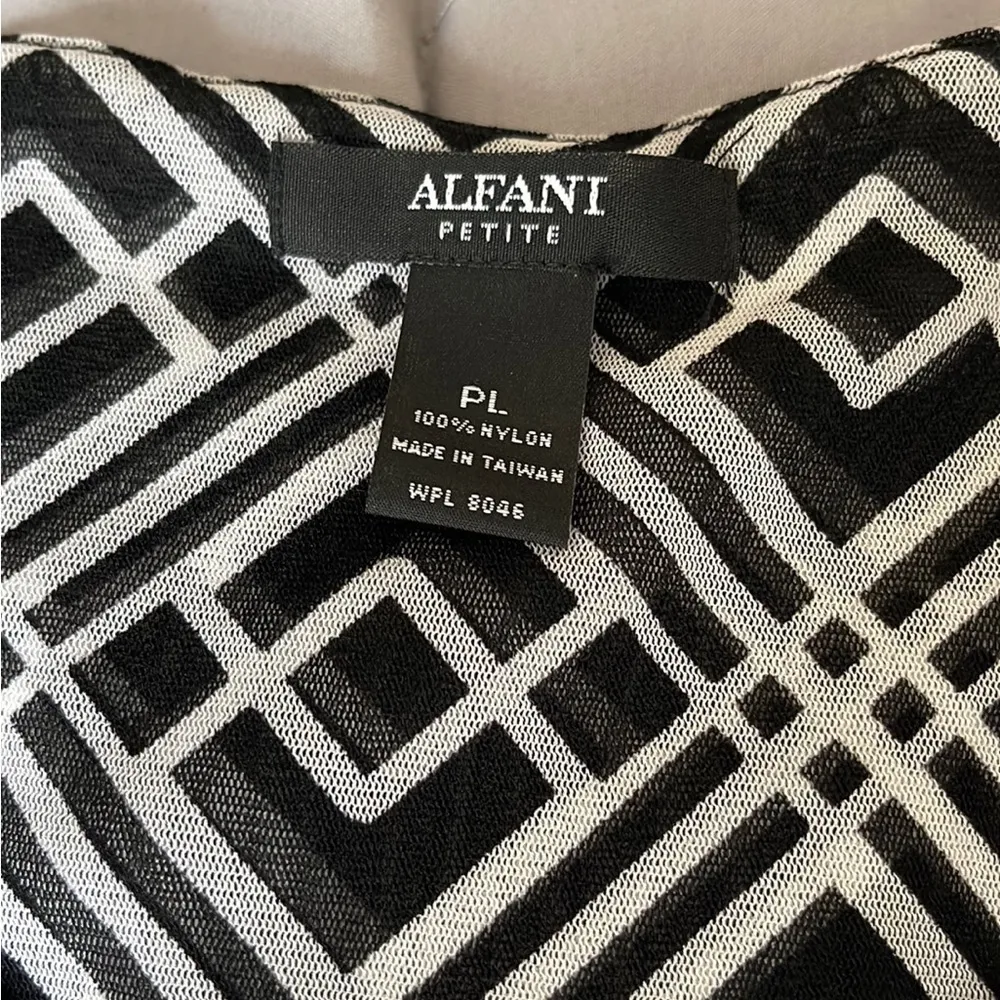 ALFANI
PETITE
PL
100% NYLON
MADE IN TAIWAN
WPL 8046